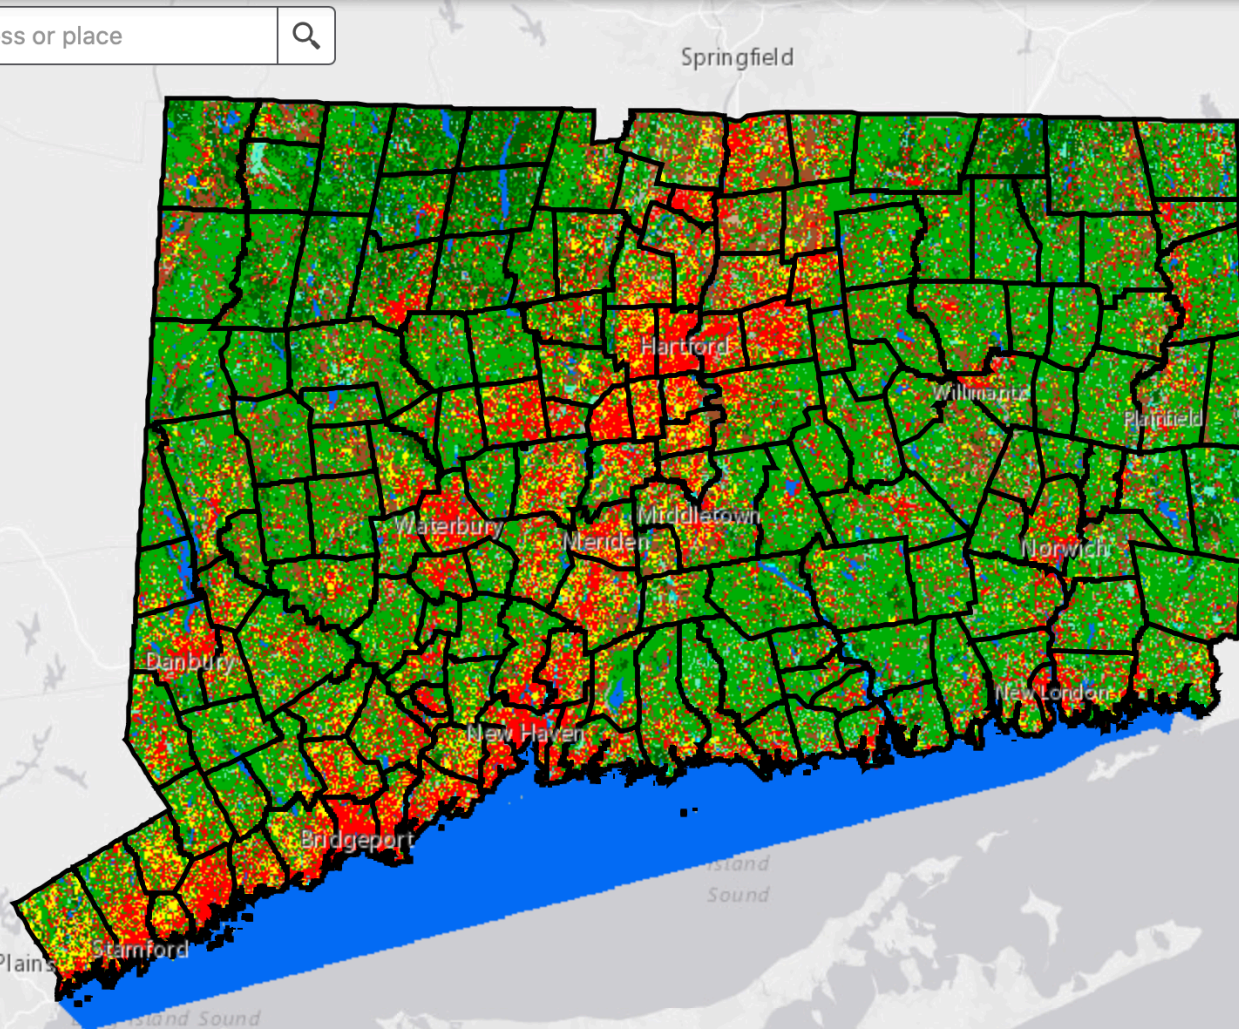 ss or place
Springfield
Hartford
Willimantic
Plainfield
Waterbury
Middletown
Meriden
Norwich
Danbury
New London
New Haven
Bridgeport
Island
Sound
Stamford
Plains
Island Sound